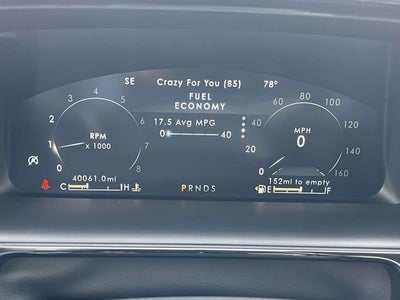 SE Crazy For You (85) 78°
FUEL
ECONOMY
17.5 Avg MPG
0 40
0 1 2 3 4 5 6 7 8
RPM
x 1000
0 20 40 60 80 100 120 140 160
MPH
0
40061.0mi
C H
PRNDS
152mi to empty
E F